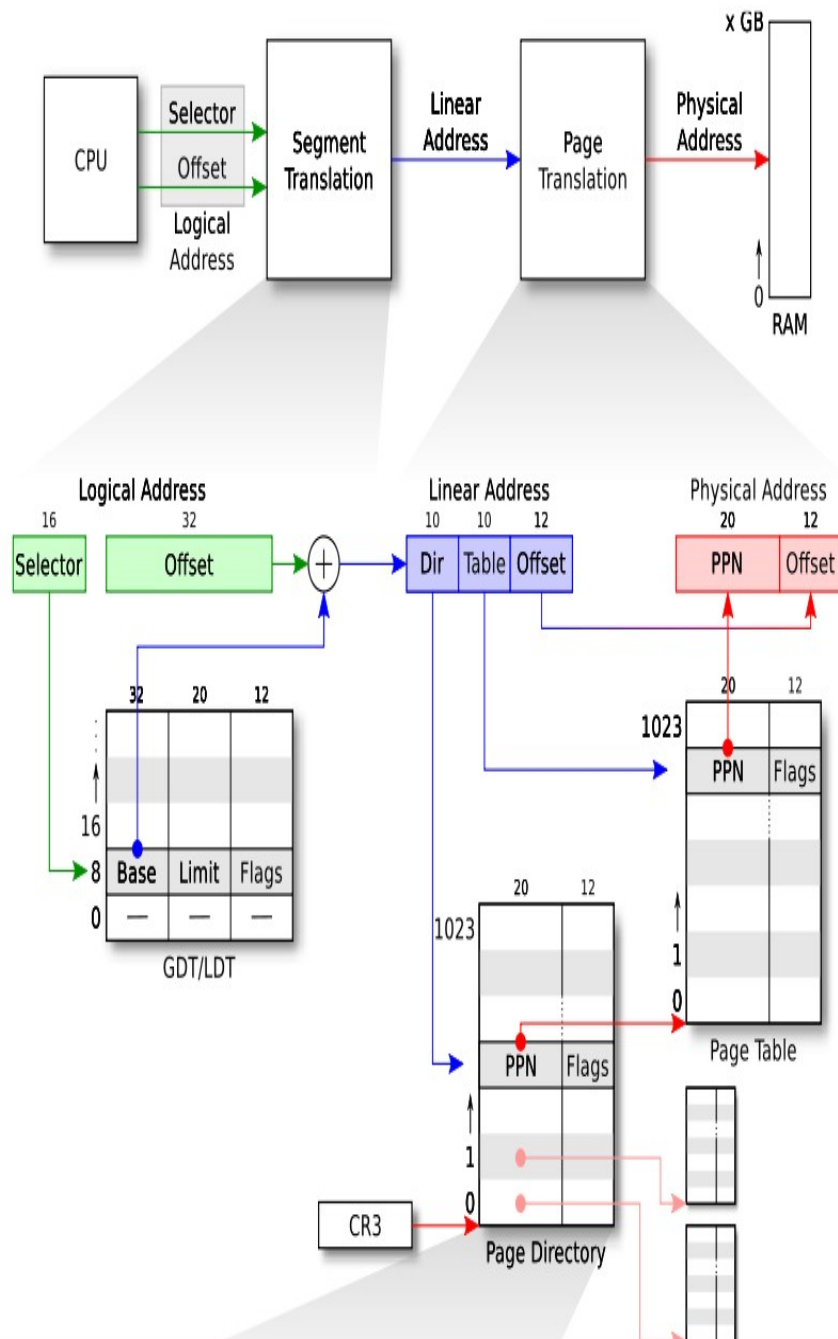 x GB
CPU
Selector
Offset
Logical
Address
Segment
Translation
Linear
Address
Page
Translation
Physical
Address
0
RAM
Logical Address
16
32
Selector
Offset
+
Linear Address
10 10 12
Dir Table Offset
Physical Address
20 12
PPN Offset
32 20 12
16
8
0
Base Limit Flags
— — —
GDT/LDT
20 12
1023
PPN Flags
1
0
Page Table
20 12
1023
PPN Flags
1
0
Page Directory
CR3